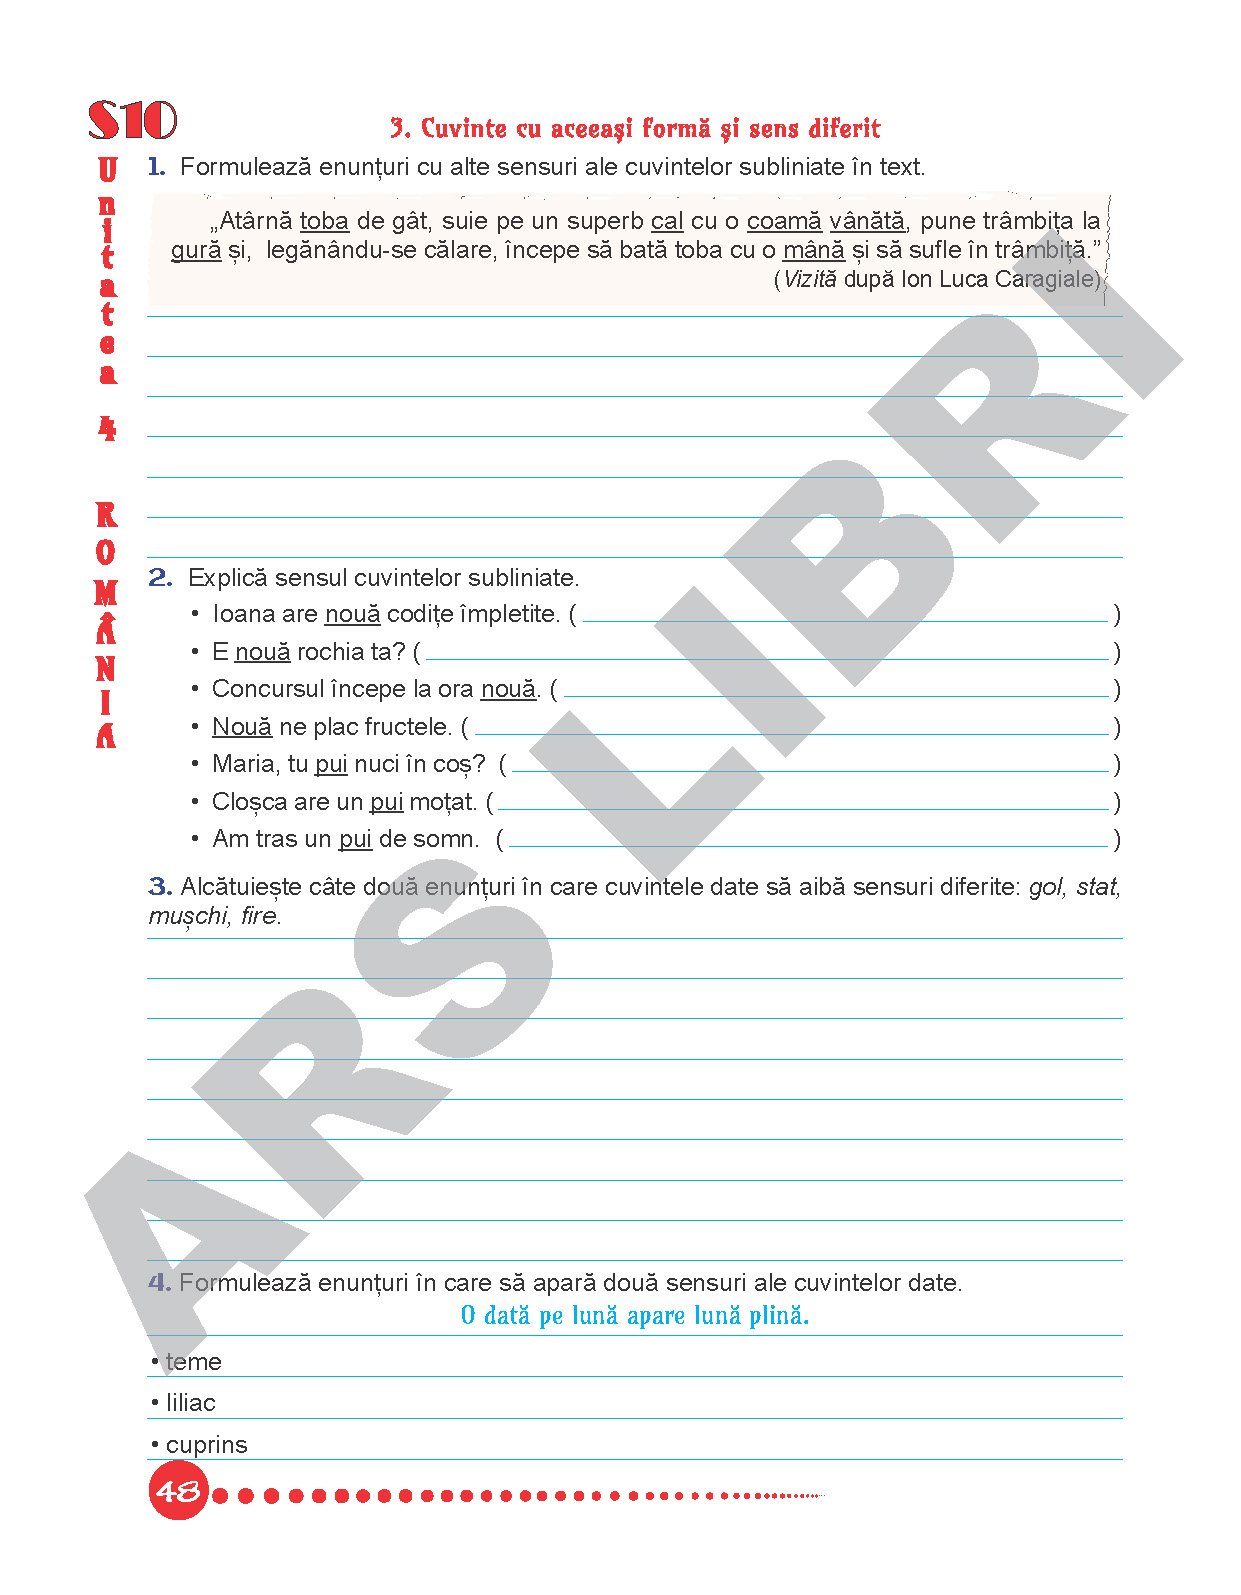 S10
3. Cuvinte cu aceeași formă și sens diferit
Unitatea 4 ROMÂNIA
1. Formulează enunțuri cu alte sensuri ale cuvintelor subliniate în text.
„Atârnă toba de gât, suie pe un superb cal cu o coamă vânătă, pune trâmbița la
gură și, legănându-se călare, începe să bată toba cu o mână și să sufle în trâmbiță.”
(Vizită după Ion Luca Caragiale)
2. Explică sensul cuvintelor subliniate.
• Ioana are nouă codițe împletite. ( )
• E nouă rochia ta? ( )
• Concursul începe la ora nouă. ( )
• Nouă ne plac fructele. ( )
• Maria, tu pui nuci în coș? ( )
• Cloșca are un pui moțat. ( )
• Am tras un pui de somn. ( )
3. Alcătuiește câte două enunțuri în care cuvintele date să aibă sensuri diferite: gol, stat,
mușchi, fire.
4. Formulează enunțuri în care să apară două sensuri ale cuvintelor date.
O dată pe lună apare lună plină.
• teme
• liliac
• cuprins
48
ARS LIBRI